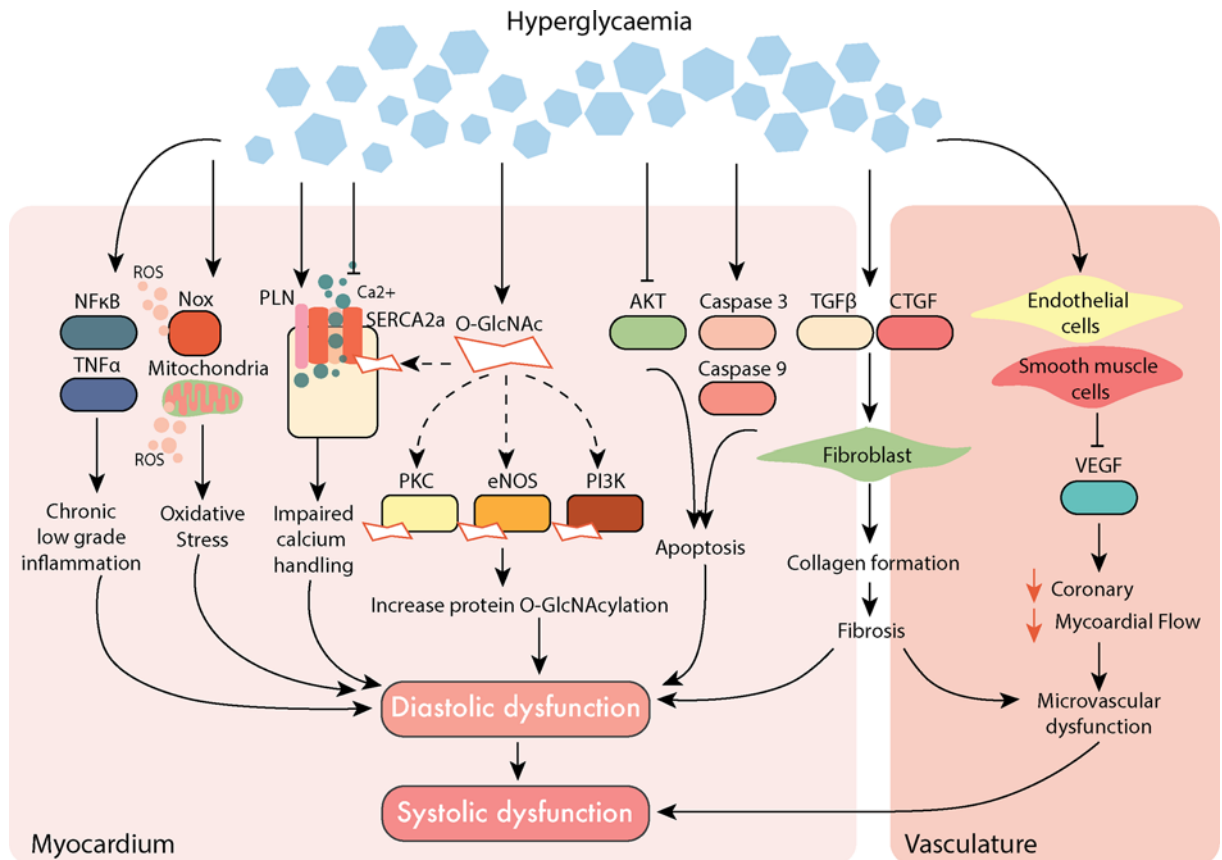 Hyperglycaemia
ROS
NFκB
Nox
TNFα
Mitochondria
ROS
Chronic
low grade
inflammation
Oxidative
Stress
PLN
Ca2+
SERCA2a
Impaired
calcium
handling
O-GlcNAc
PKC
eNOS
PI3K
Increase protein O-GlcNAcylation
AKT
Caspase 3
Caspase 9
Apoptosis
TGFβ
CTGF
Fibroblast
Collagen formation
Fibrosis
Endothelial
cells
Smooth muscle
cells
VEGF
Coronary
Mycoardial Flow
Microvascular
dysfunction
Diastolic dysfunction
Systolic dysfunction
Myocardium
Vasculature